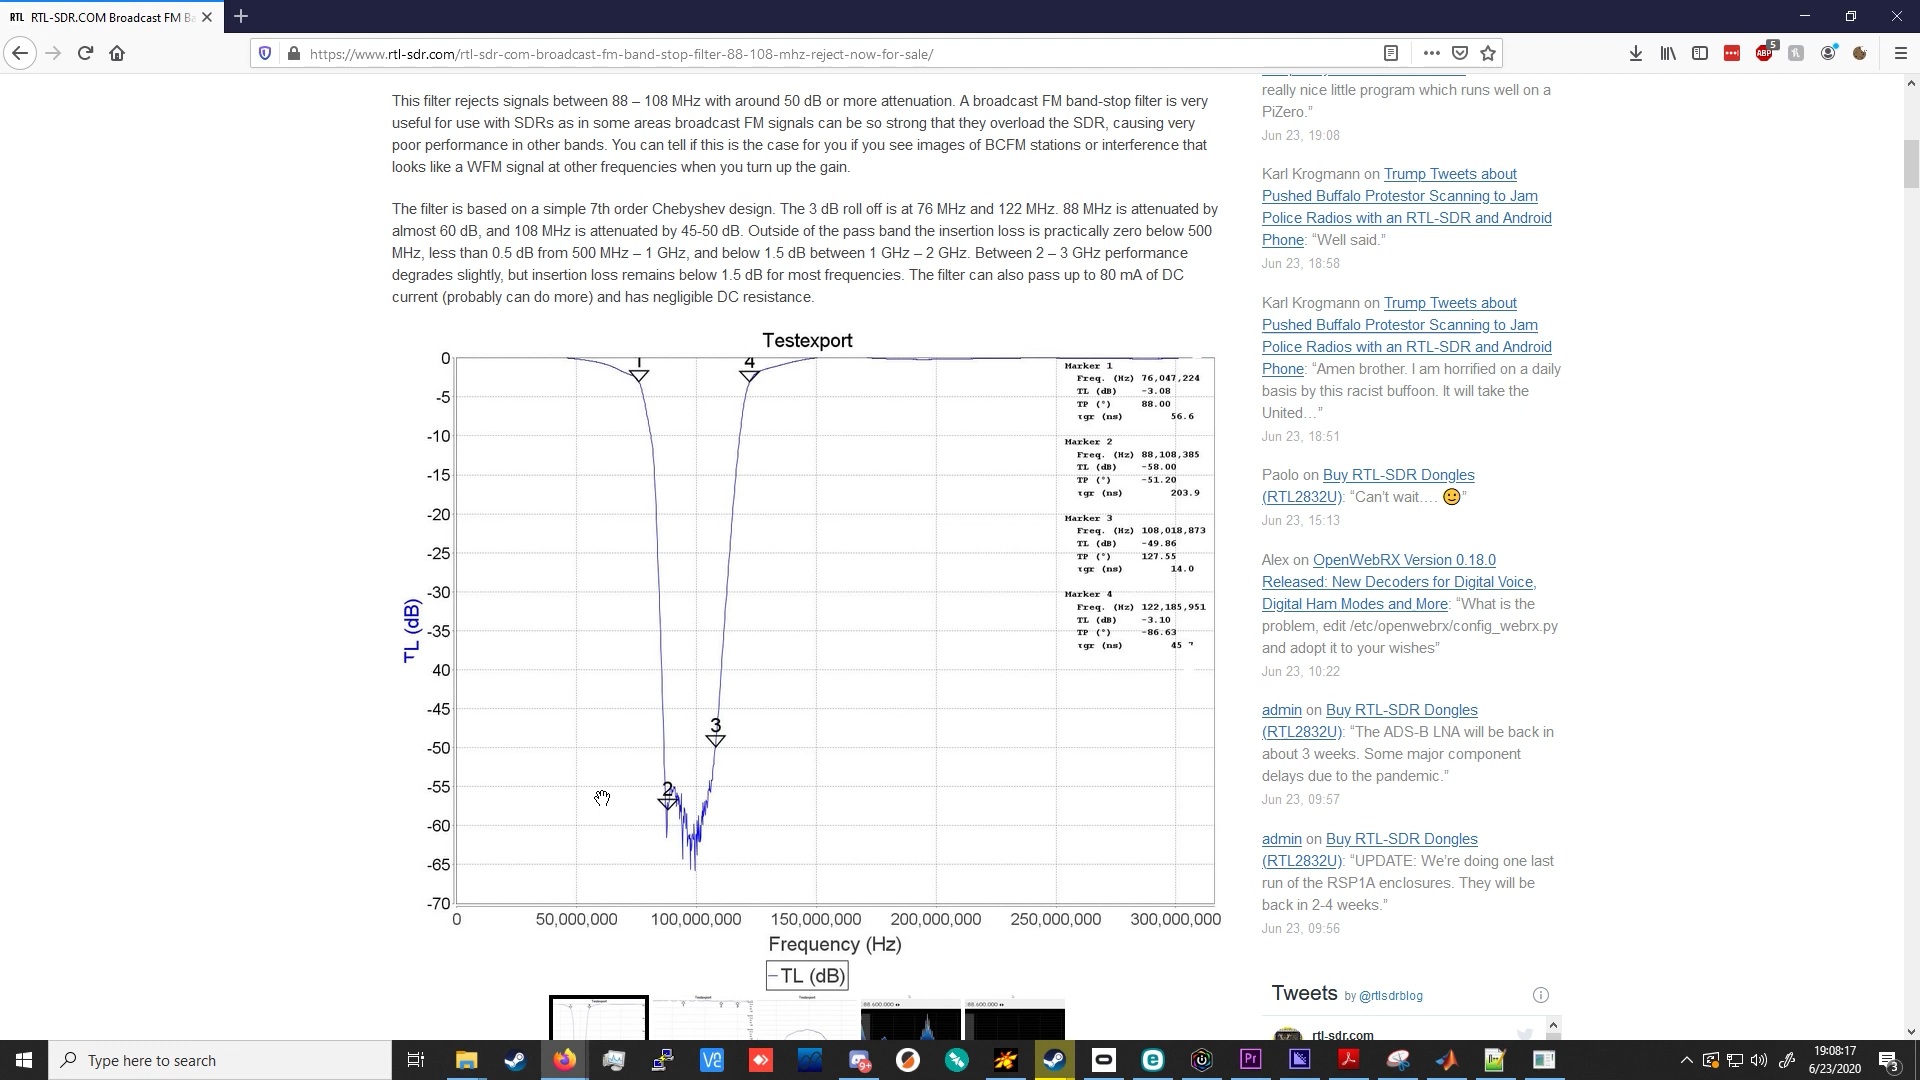 RTL RTL-SDR.COM Broadcast FM Ba
https://www.rtl-sdr.com/rtl-sdr-com-broadcast-fm-band-stop-filter-88-108-mhz-reject-now-for-sale/
5
ABP
This filter rejects signals between 88 – 108 MHz with around 50 dB or more attenuation. A broadcast FM band-stop filter is very
useful for use with SDRs as in some areas broadcast FM signals can be so strong that they overload the SDR, causing very
poor performance in other bands. You can tell if this is the case for you if you see images of BCFM stations or interference that
looks like a WFM signal at other frequencies when you turn up the gain.
The filter is based on a simple 7th order Chebyshev design. The 3 dB roll off is at 76 MHz and 122 MHz. 88 MHz is attenuated by
almost 60 dB, and 108 MHz is attenuated by 45-50 dB. Outside of the pass band the insertion loss is practically zero below 500
MHz, less than 0.5 dB from 500 MHz – 1 GHz, and below 1.5 dB between 1 GHz – 2 GHz. Between 2 – 3 GHz performance
degrades slightly, but insertion loss remains below 1.5 dB for most frequencies. The filter can also pass up to 80 mA of DC
current (probably can do more) and has negligible DC resistance.
Testexport
0
-5
-10
-15
-20
-25
-30
-35
40
-45
-50
-55
-60
-65
-70
TL (dB)
1
4
3
2
Marker 1
Freq. (Hz) 76,047,224
TL (dB) -3.08
TP (°) 88.00
τgr (ns) 56.6
Marker 2
Freq. (Hz) 88,108,385
TL (dB) -58.00
TP (°) -51.20
τgr (ns) 203.9
Marker 3
Freq. (Hz) 108,018,873
TL (dB) -49.86
TP (°) 127.55
τgr (ns) 14.0
Marker 4
Freq. (Hz) 122,185,951
TL (dB) -3.10
TP (°) -86.63
τgr (ns) 45
0 50,000,000 100,000,000 150,000,000 200,000,000 250,000,000 300,000,000
Frequency (Hz)
TL (dB)
really nice little program which runs well on a
PiZero.”
Jun 23, 19:08
Karl Krogmann on Trump Tweets about
Pushed Buffalo Protestor Scanning to Jam
Police Radios with an RTL-SDR and Android
Phone: “Well said.”
Jun 23, 18:58
Karl Krogmann on Trump Tweets about
Pushed Buffalo Protestor Scanning to Jam
Police Radios with an RTL-SDR and Android
Phone: “Amen brother. I am horrified on a daily
basis by this racist buffoon. It will take the
United…”
Jun 23, 18:51
Paolo on Buy RTL-SDR Dongles
(RTL2832U): “Can’t wait…. 🙂”
Jun 23, 15:13
Alex on OpenWebRX Version 0.18.0
Released: New Decoders for Digital Voice,
Digital Ham Modes and More: “What is the
problem, edit /etc/openwebrx/config_webrx.py
and adopt it to your wishes”
Jun 23, 10:22
admin on Buy RTL-SDR Dongles
(RTL2832U): “The ADS-B LNA will be back in
about 3 weeks. Some major component
delays due to the pandemic.”
Jun 23, 09:57
admin on Buy RTL-SDR Dongles
(RTL2832U): “UPDATE: We’re doing one last
run of the RSP1A enclosures. They will be
back in 2-4 weeks.”
Jun 23, 09:56
Tweets by @rtlsdrblog
rtl-sdr.com
Type here to search
Pr
19:08:17
6/23/2020
3